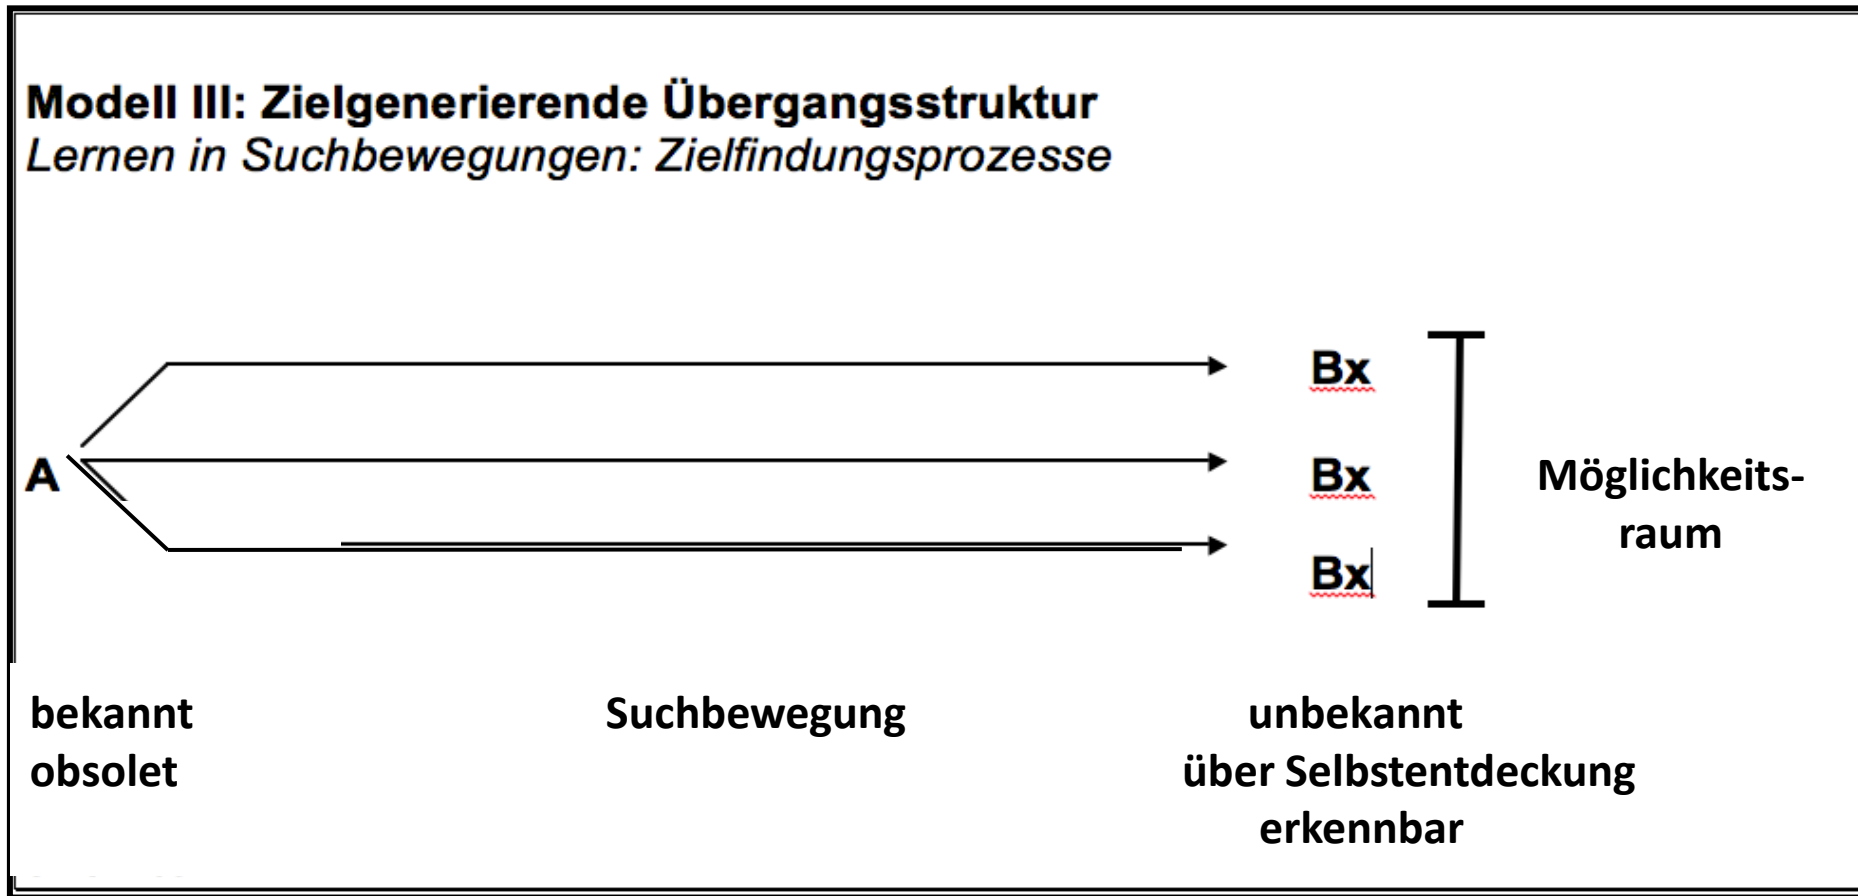 Modell III: Zielgenerierende Übergangsstruktur
Lernen in Suchbewegungen: Zielfindungsprozesse
Bx
A
Bx
Möglichkeits-
raum
Bx
bekannt
obsolet
Suchbewegung
unbekannt
über Selbstentdeckung
erkennbar